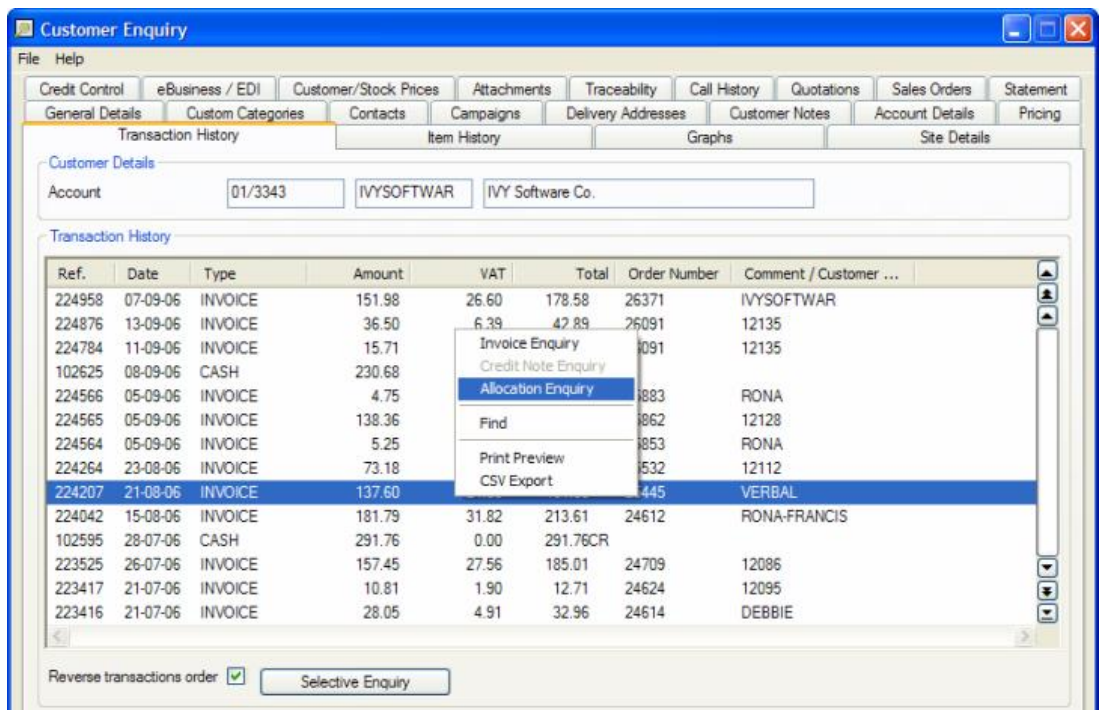 Customer Enquiry
File Help
Credit Control eBusiness / EDI Customer/Stock Prices Attachments Traceability Call History Quotations Sales Orders Statement
General Details Custom Categories Contacts Campaigns Delivery Addresses Customer Notes Account Details Pricing
Transaction History Item History Graphs Site Details
Customer Details
Account 01/3343 IVYSOFTWAR IVY Software Co.
Transaction History
Ref. Date Type Amount VAT Total Order Number Comment / Customer ...
224958 07-09-06 INVOICE 151.98 26.60 178.58 26371 IVYSOFTWAR
224876 13-09-06 INVOICE 36.50 6.39 42.89 26091 12135
224784 11-09-06 INVOICE 15.71 6091 12135
102625 08-09-06 CASH 230.68
224566 05-09-06 INVOICE 4.75 RONA
224565 05-09-06 INVOICE 138.36 12128
224564 05-09-06 INVOICE 5.25 RONA
224264 23-08-06 INVOICE 73.18 12112
224207 21-08-06 INVOICE 137.60 VERBAL
224042 15-08-06 INVOICE 181.79 31.82 213.61 24612 RONA-FRANCIS
102595 28-07-06 CASH 291.76 0.00 291.76CR
223525 26-07-06 INVOICE 157.45 27.56 185.01 24709 12086
223417 21-07-06 INVOICE 10.81 1.90 12.71 24624 12095
223416 21-07-06 INVOICE 28.05 4.91 32.96 24614 DEBBIE
Invoice Enquiry
Credit Note Enquiry
Allocation Enquiry
Find
Print Preview
CSV Export
Reverse transactions order Selective Enquiry